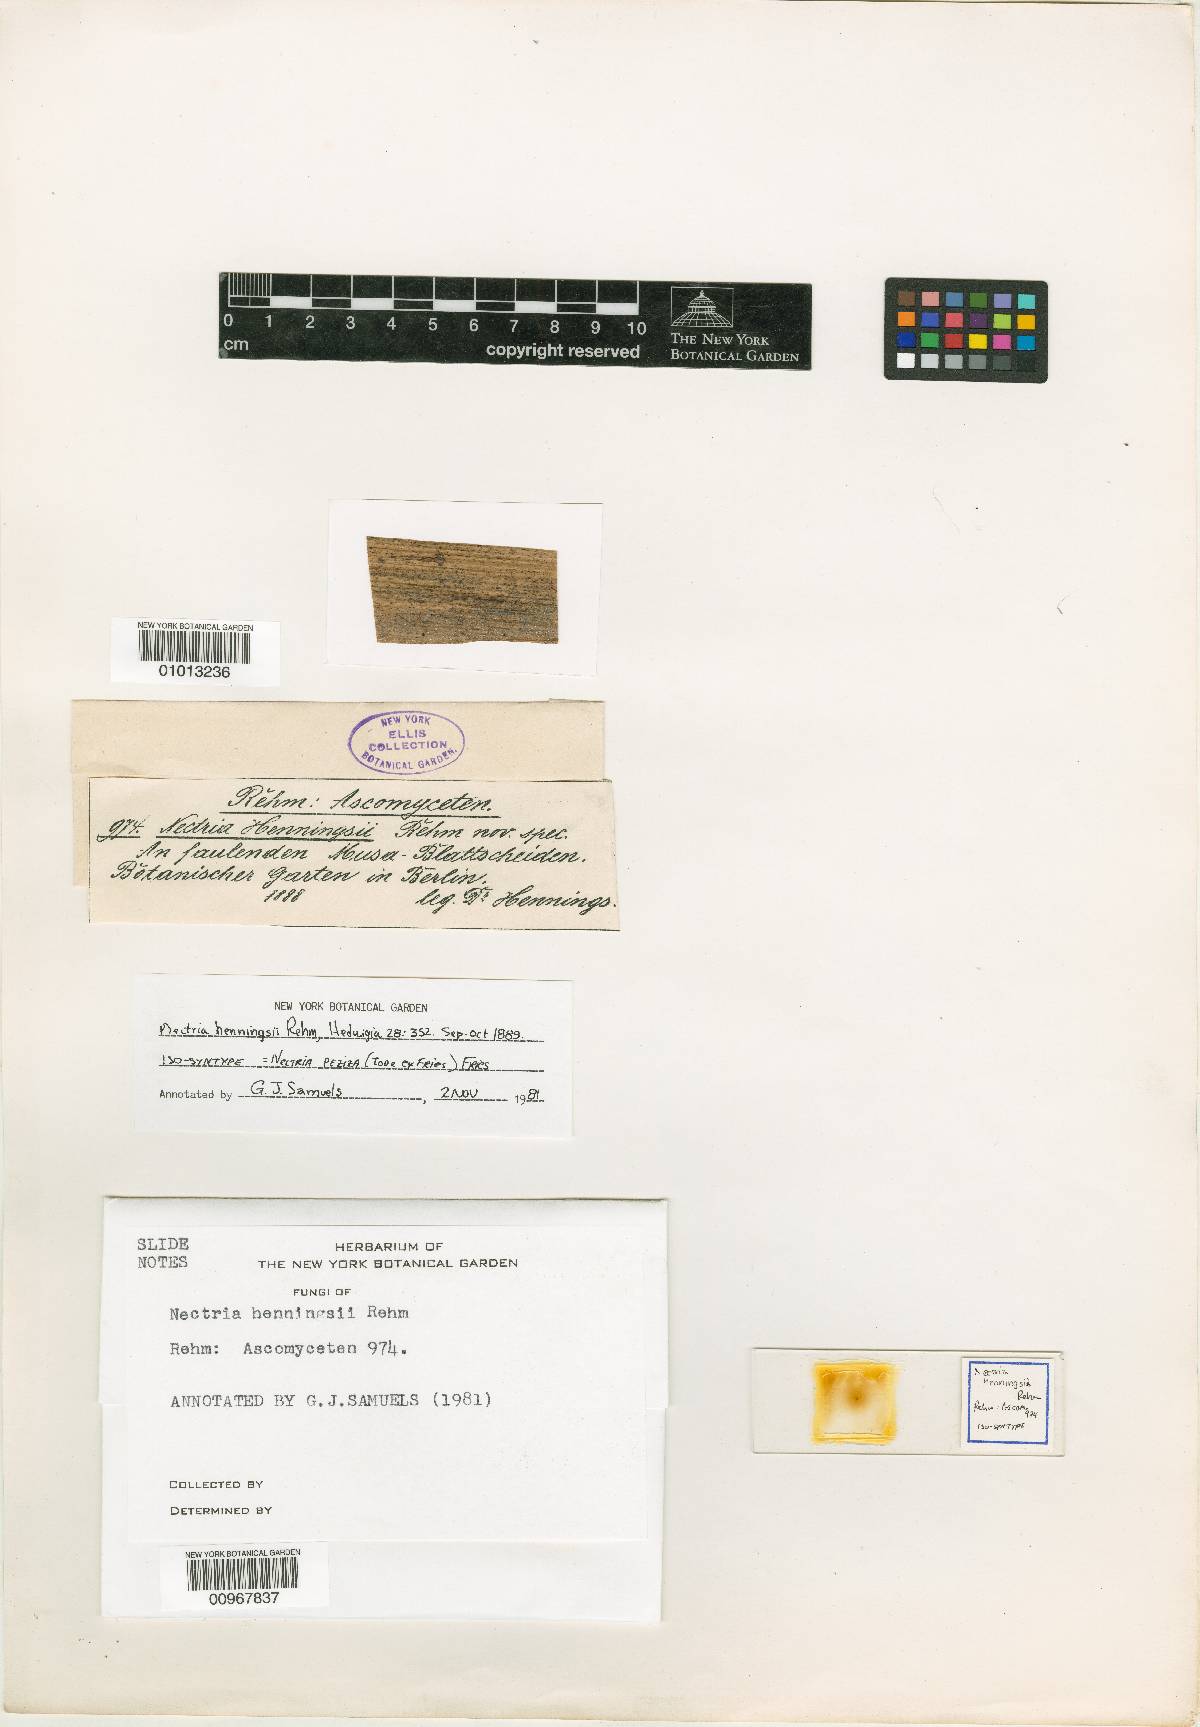 0 1 2 3 4 5 6 7 8 9 10
cm
copyright reserved
THE NEW YORK
BOTANICAL GARDEN
NEW YORK BOTANICAL GARDEN
01013236
NEW YORK
ELLIS
COLLECTION
BOTANICAL GARDEN.
Rehm: Ascomyceten.
974. Nectria Henningsii Rehm nov. spec.
An faulenden Musa-Blattscheiden.
Botanischer Garten in Berlin.
1888 leg. Dr. Hennings.
NEW YORK BOTANICAL GARDEN
Nectria henningsii Rehm, Hedwigia 28: 352. Sep-Oct 1889.
ISO-SYNTYPE = NECTRIA PEZIZA (TODE ex FRIES) FRIES
Annotated by G. J. Samuels, 2 NOV 1981
SLIDE
NOTES
HERBARIUM OF
THE NEW YORK BOTANICAL GARDEN
FUNGI OF
Nectria henningsii Rehm
Rehm: Ascomyceten 974.
ANNOTATED BY G.J.SAMUELS (1981)
COLLECTED BY
DETERMINED BY
NEW YORK BOTANICAL GARDEN
00967837
Nectria
Henningsii
Rehm
Rehm: Ascom.
974
ISO-SYNTYPE